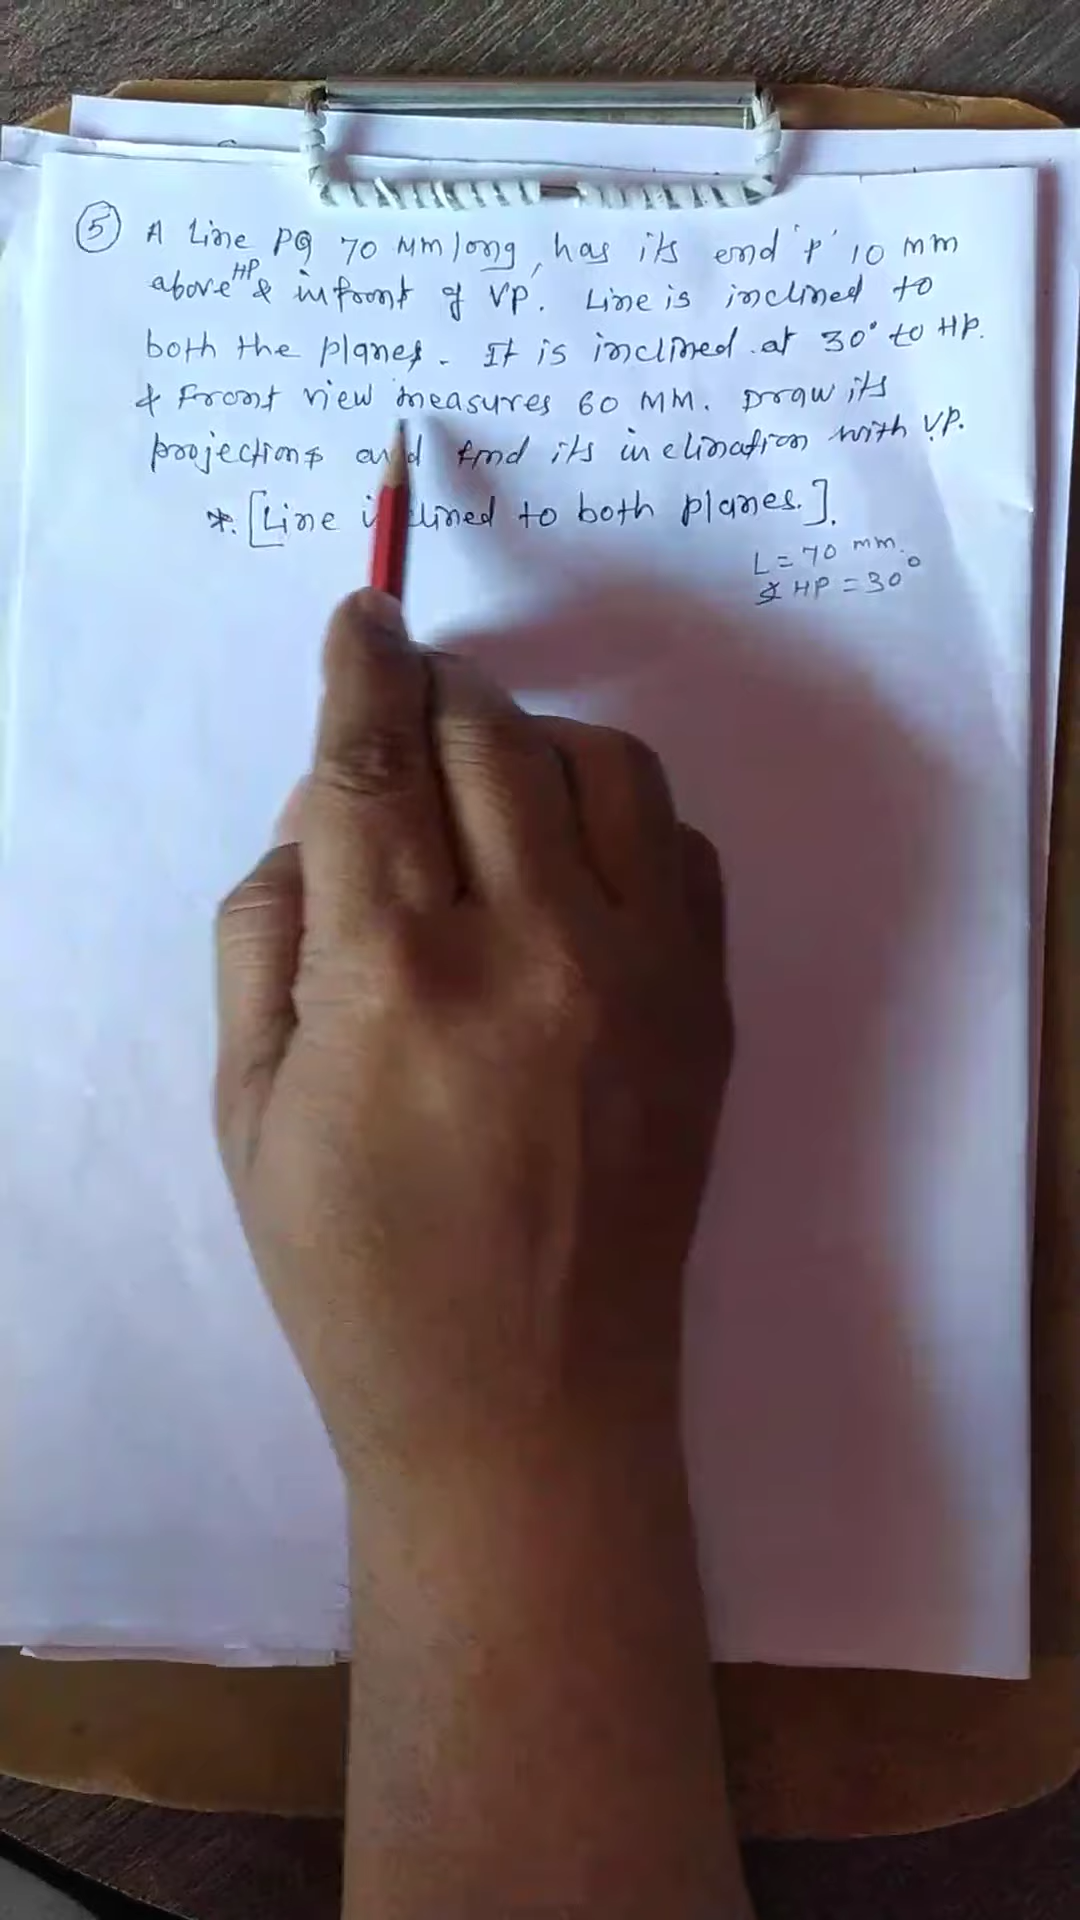 5 A Line PQ 70 MM long, has its end 'P' 10 mm
above HP & infront of VP. Line is inclined to
both the planes. It is inclined at 30° to HP.
& Front view measures 60 MM. Draw its
projections and find its inclination with VP.
*. [Line inclined to both planes.].
L = 70 mm.
∠ HP = 30°